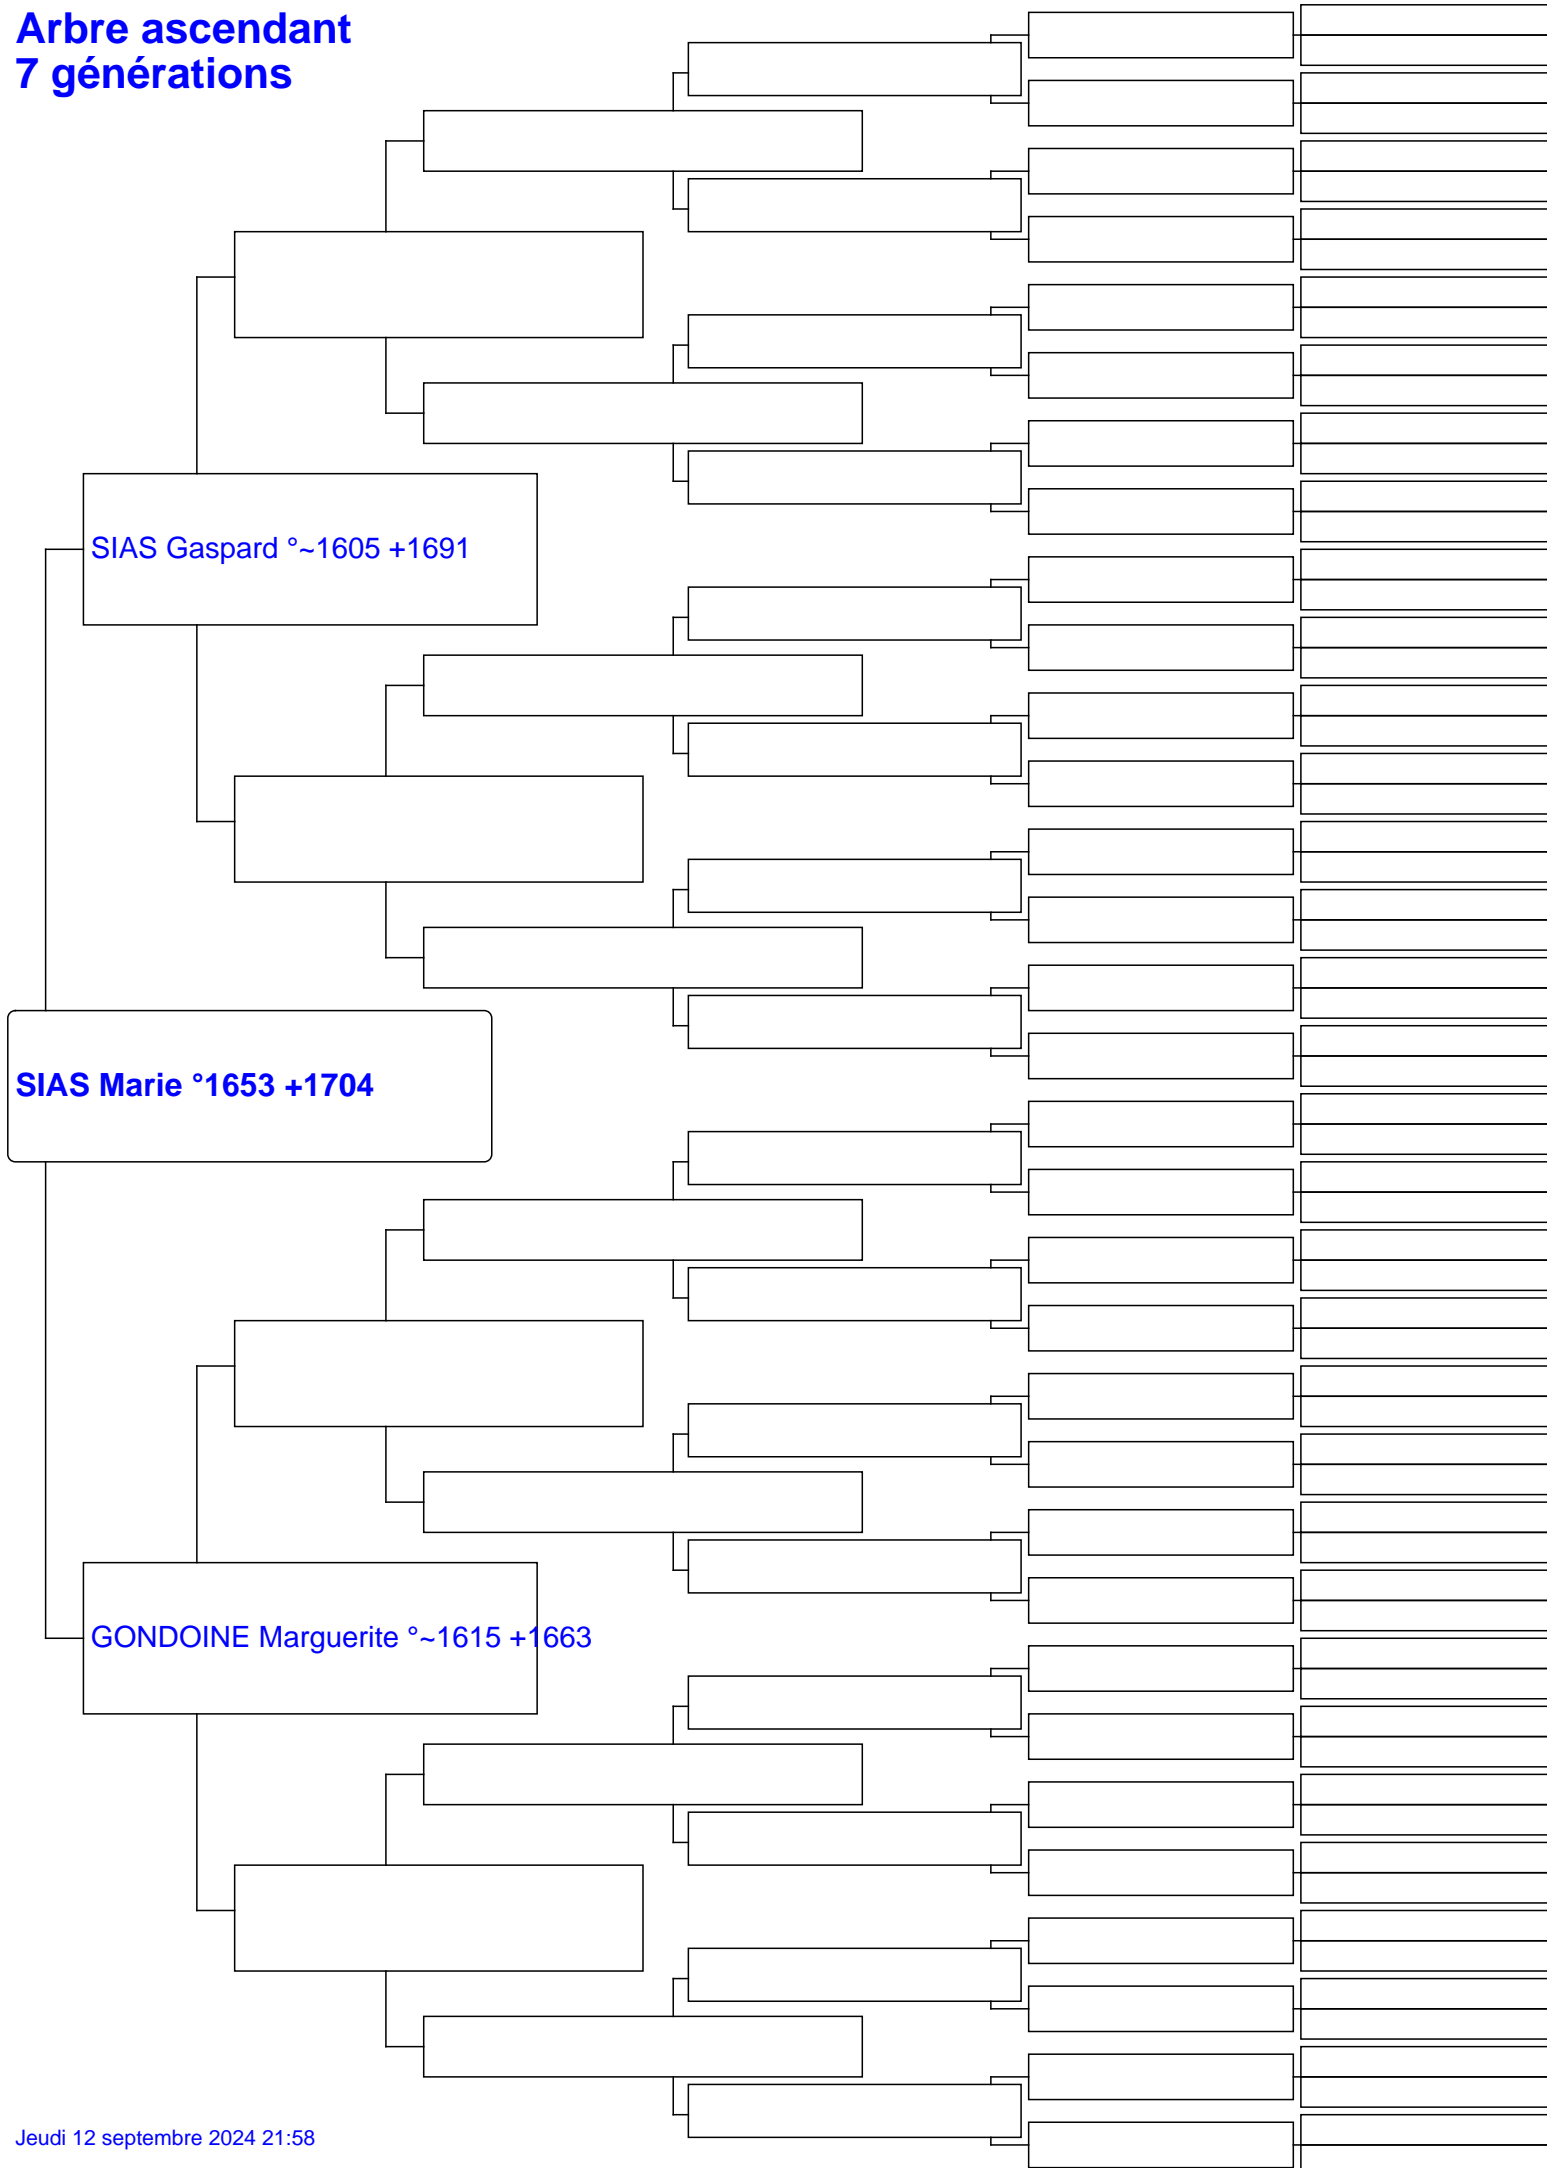 Arbre ascendant
7 générations
SIAS Gaspard °~1605 +1691
SIAS Marie °1653 +1704
GONDOINE Marguerite °~1615 +1663
Jeudi 12 septembre 2024 21:58